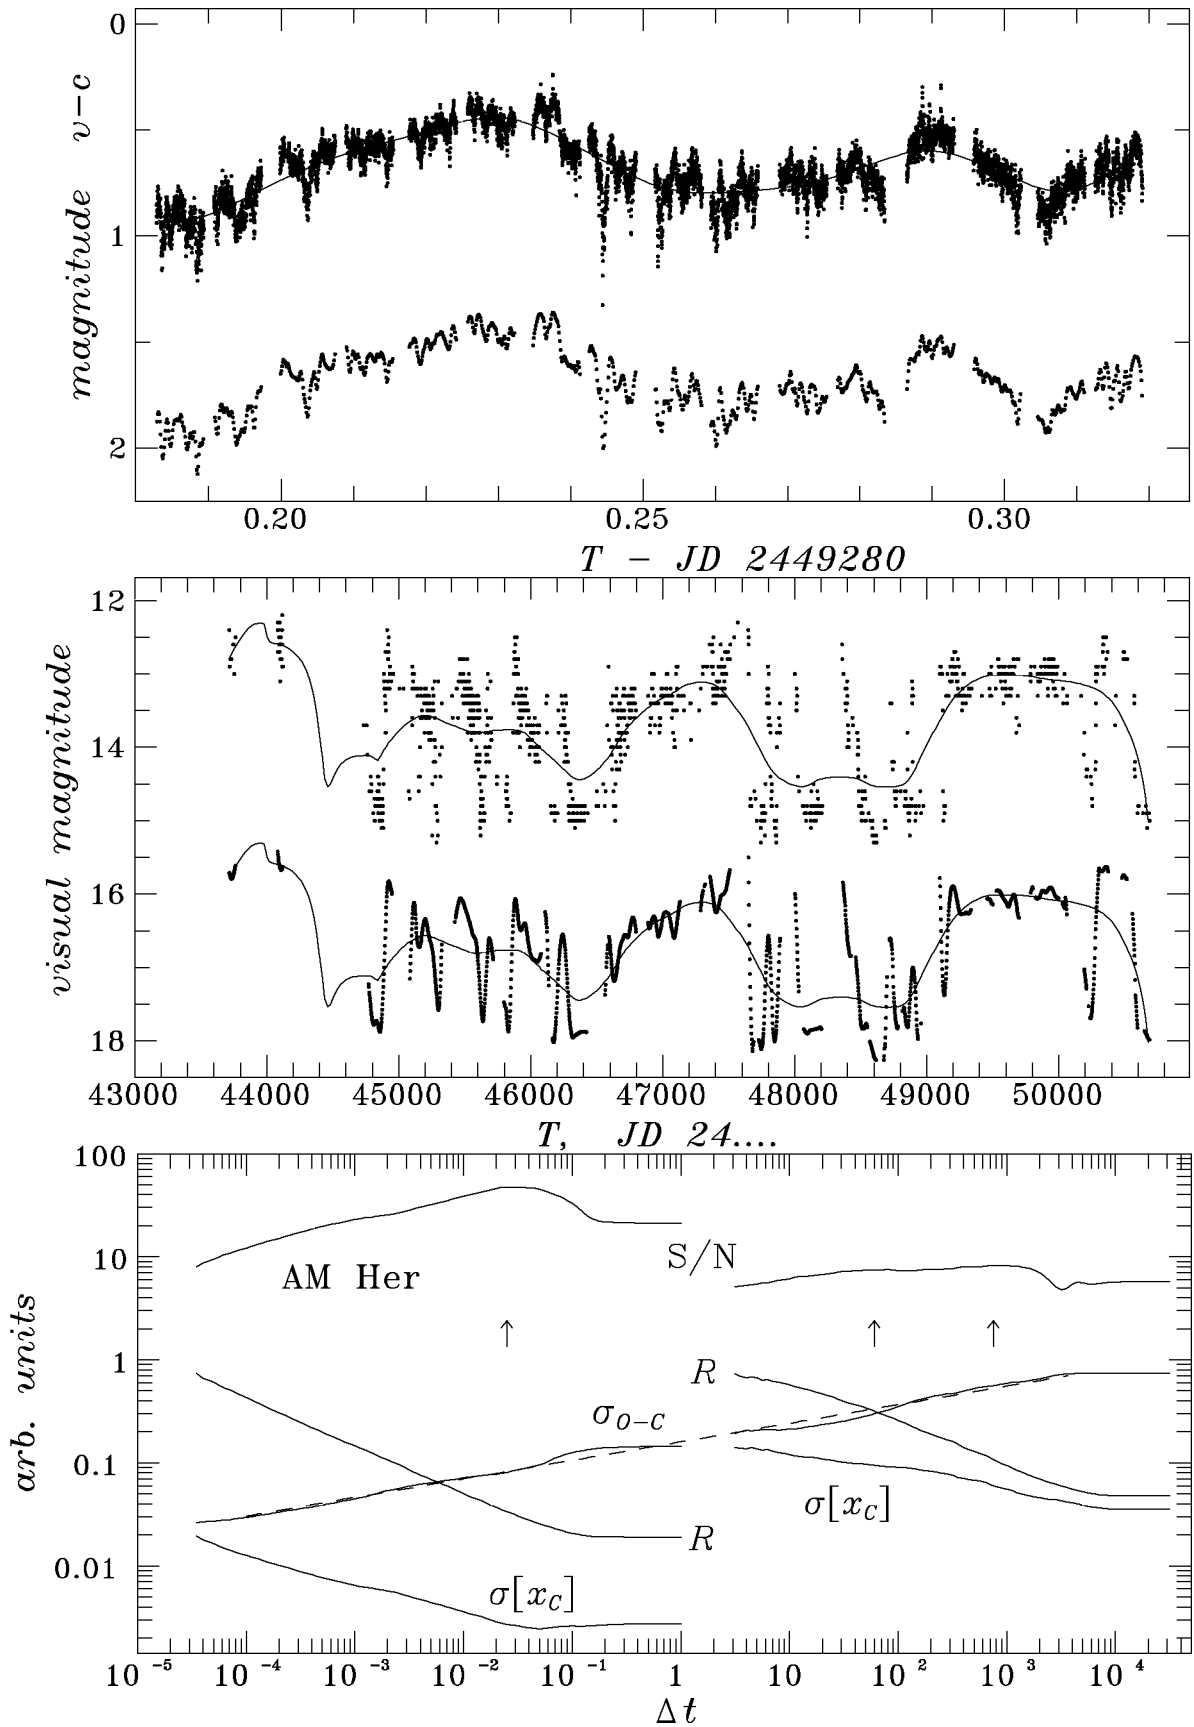 0
1
2
magnitude v-c
0.20 0.25 0.30
T - JD 2449280
12
14
16
18
visual magnitude
43000 44000 45000 46000 47000 48000 49000 50000
T, JD 24....
100
10
1
0.1
0.01
arb. units
S/N
AM Her
R
σO-C
σ[xC]
R
σ[xC]
10⁻⁵ 10⁻⁴ 10⁻³ 10⁻² 10⁻¹ 1 10 10² 10³ 10⁴
Δt